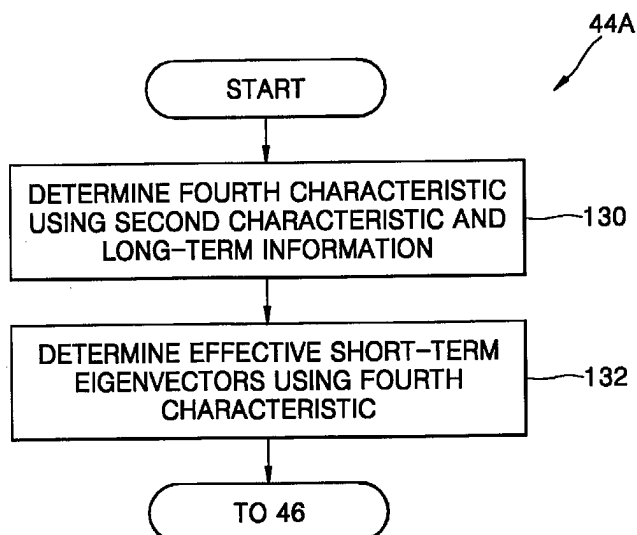 44A
START
DETERMINE FOURTH CHARACTERISTIC
USING SECOND CHARACTERISTIC AND
LONG-TERM INFORMATION
130
DETERMINE EFFECTIVE SHORT-TERM
EIGENVECTORS USING FOURTH
CHARACTERISTIC
132
TO 46